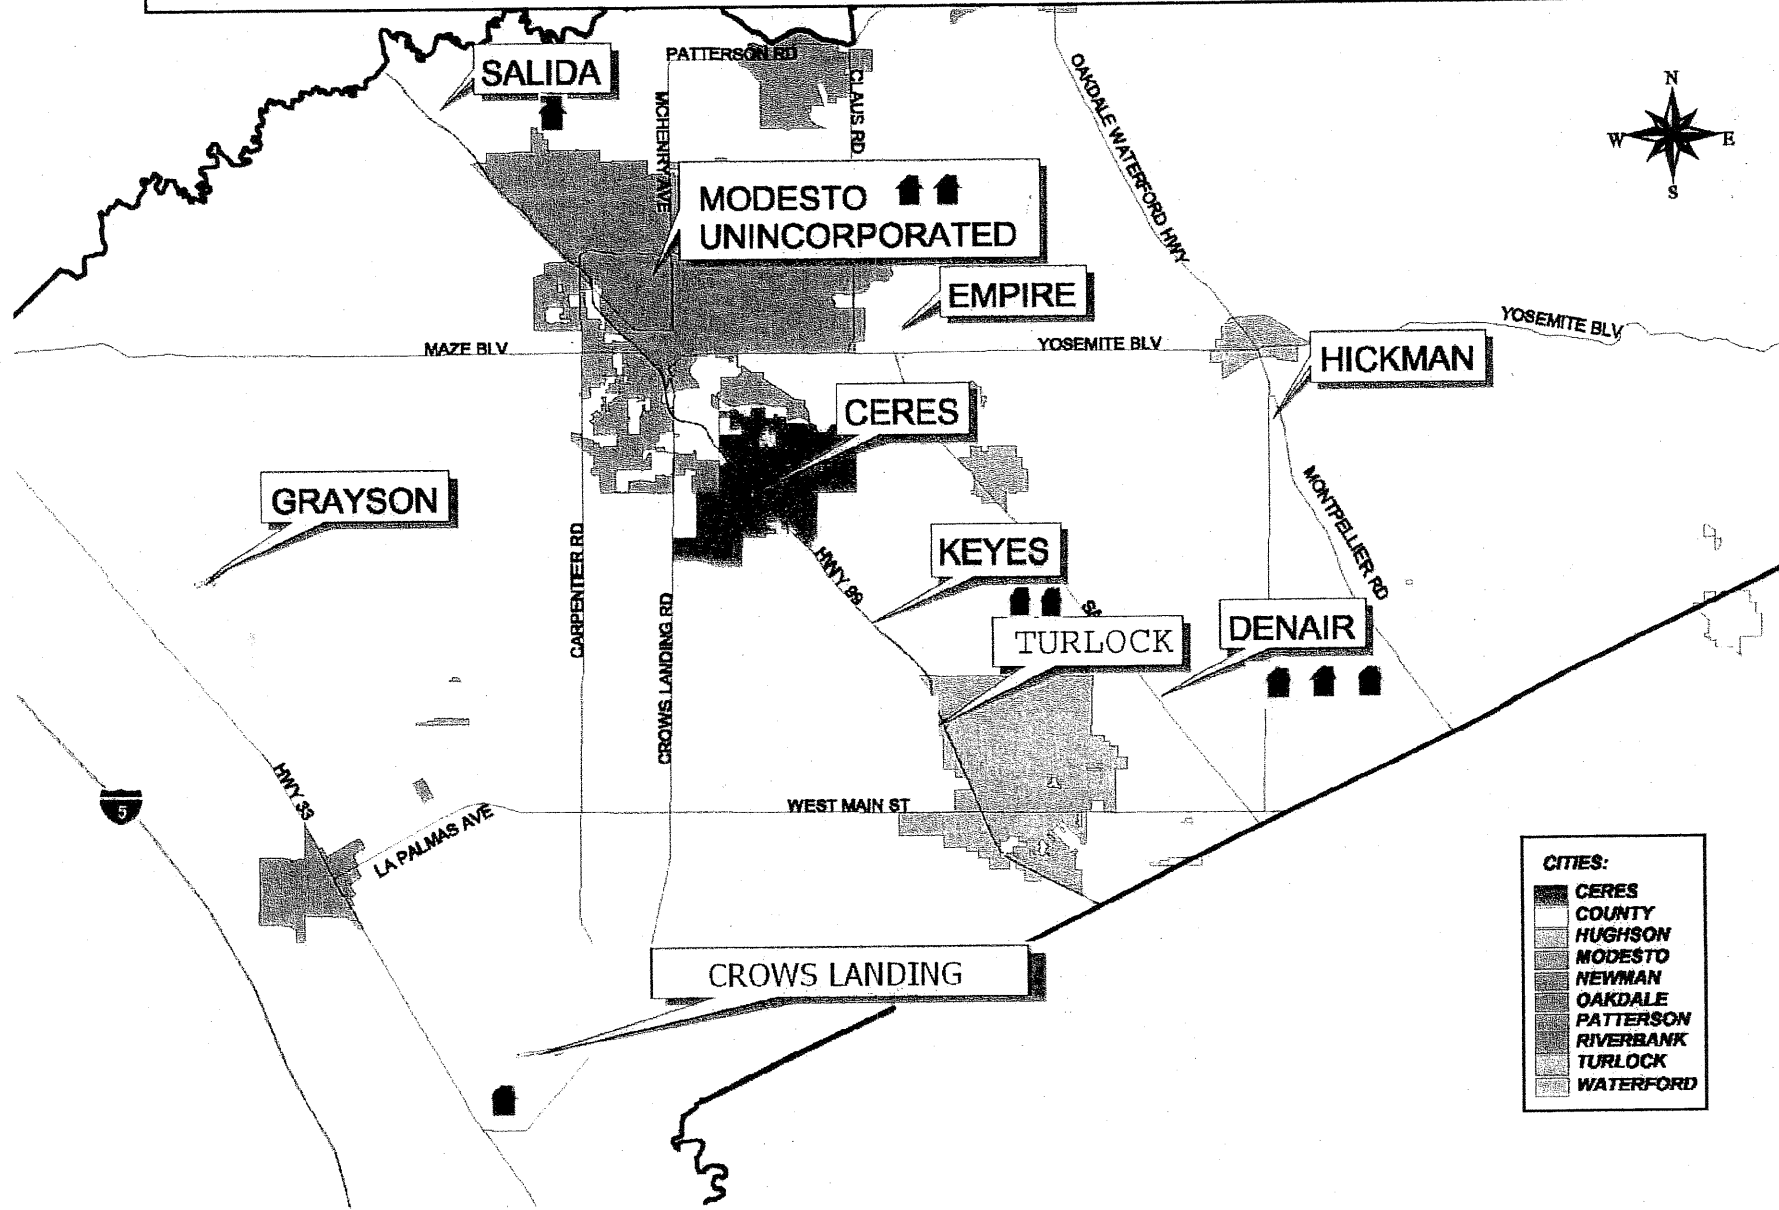 PATTERSON RD
SALIDA
CLAUS RD
OAKDALE WATERFORD HWY
MCHENRY AVE
N
W
E
S
MODESTO
UNINCORPORATED
EMPIRE
YOSEMITE BLV
MAZE BLV
YOSEMITE BLV
HICKMAN
CERES
GRAYSON
MONTPELLIER RD
KEYES
HWY 99
CARPENTER RD
CROWS LANDING RD
TURLOCK
DENAIR
HWY 33
5
WEST MAIN ST
LA PALMAS AVE
CROWS LANDING
CITIES:
CERES
COUNTY
HUGHSON
MODESTO
NEWMAN
OAKDALE
PATTERSON
RIVERBANK
TURLOCK
WATERFORD